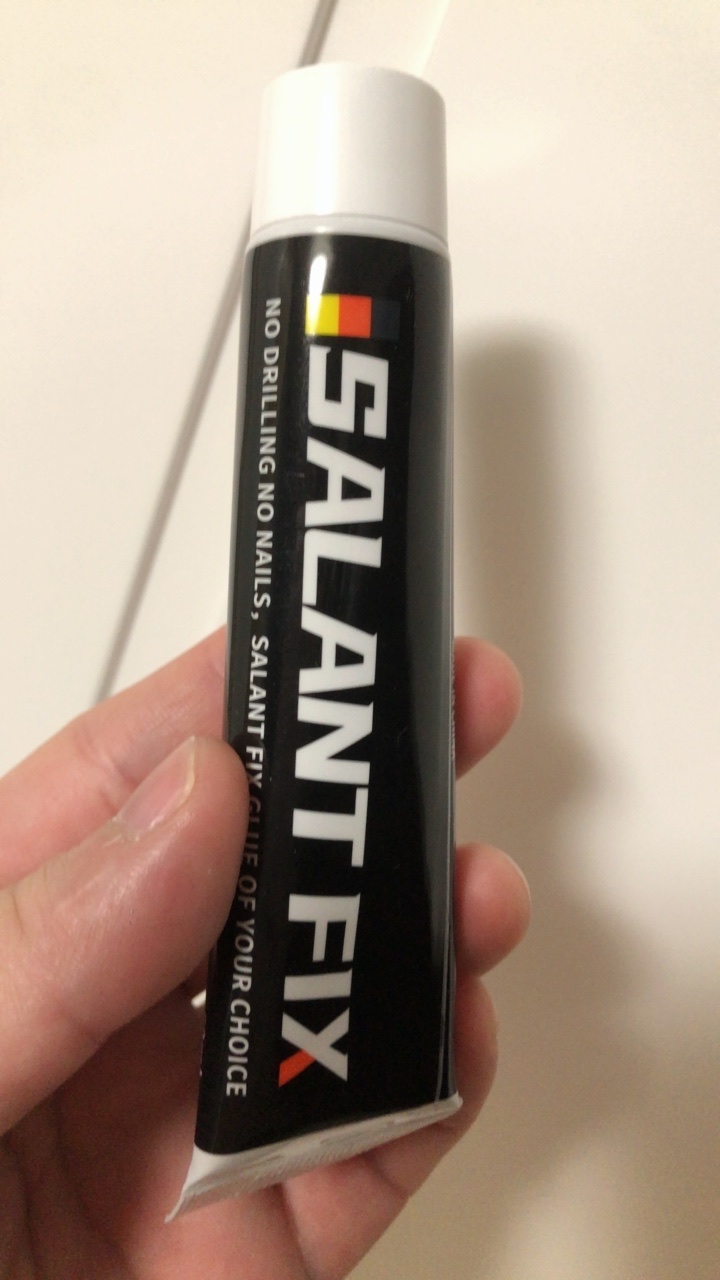 SALANT FIX
NO DRILLING NO NAILS, SALANT FIX GLUE OF YOUR CHOICE